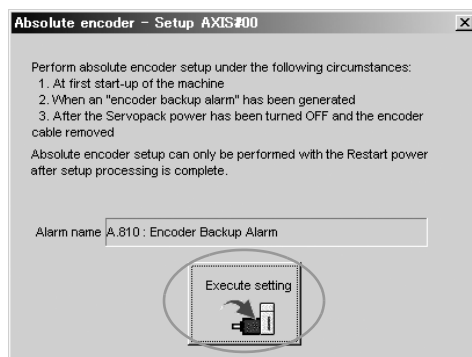 Absolute encoder - Setup AXIS#00
Perform absolute encoder setup under the following circumstances:
1. At first start-up of the machine
2. When an "encoder backup alarm" has been generated
3. After the Servopack power has been turned OFF and the encoder
cable removed
Absolute encoder setup can only be performed with the Restart power
after setup processing is complete.
Alarm name A.810 : Encoder Backup Alarm
Execute setting